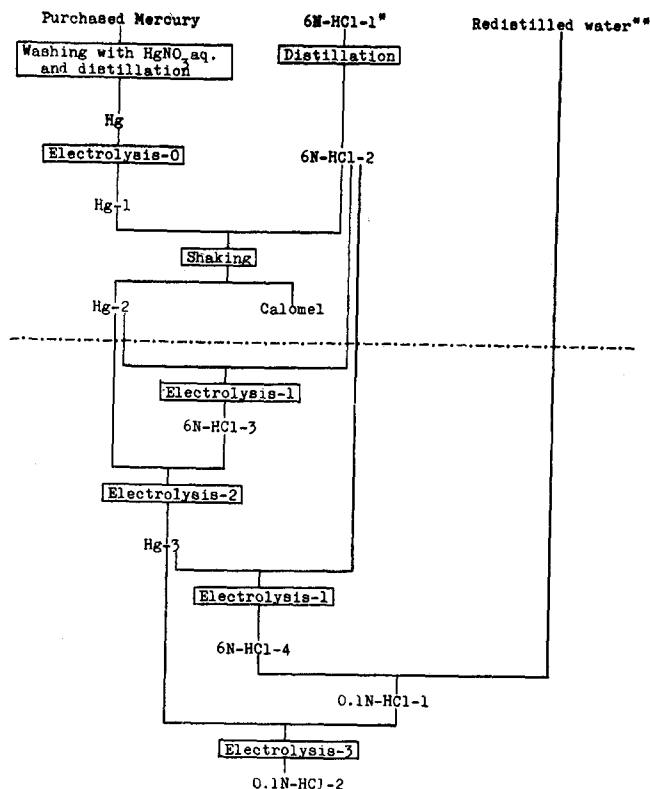 Purchased Mercury 6N-HCl-1* Redistilled water**
Washing with HgNO3aq.
and distillation
Distillation
Hg
Electrolysis-0
6N-HCl-2
Hg-1
Shaking
Hg-2
Calomel
Electrolysis-1
6N-HCl-3
Electrolysis-2
Hg-3
Electrolysis-1
6N-HCl-4
0.1N-HCl-1
Electrolysis-3
0.1N-HCl-2